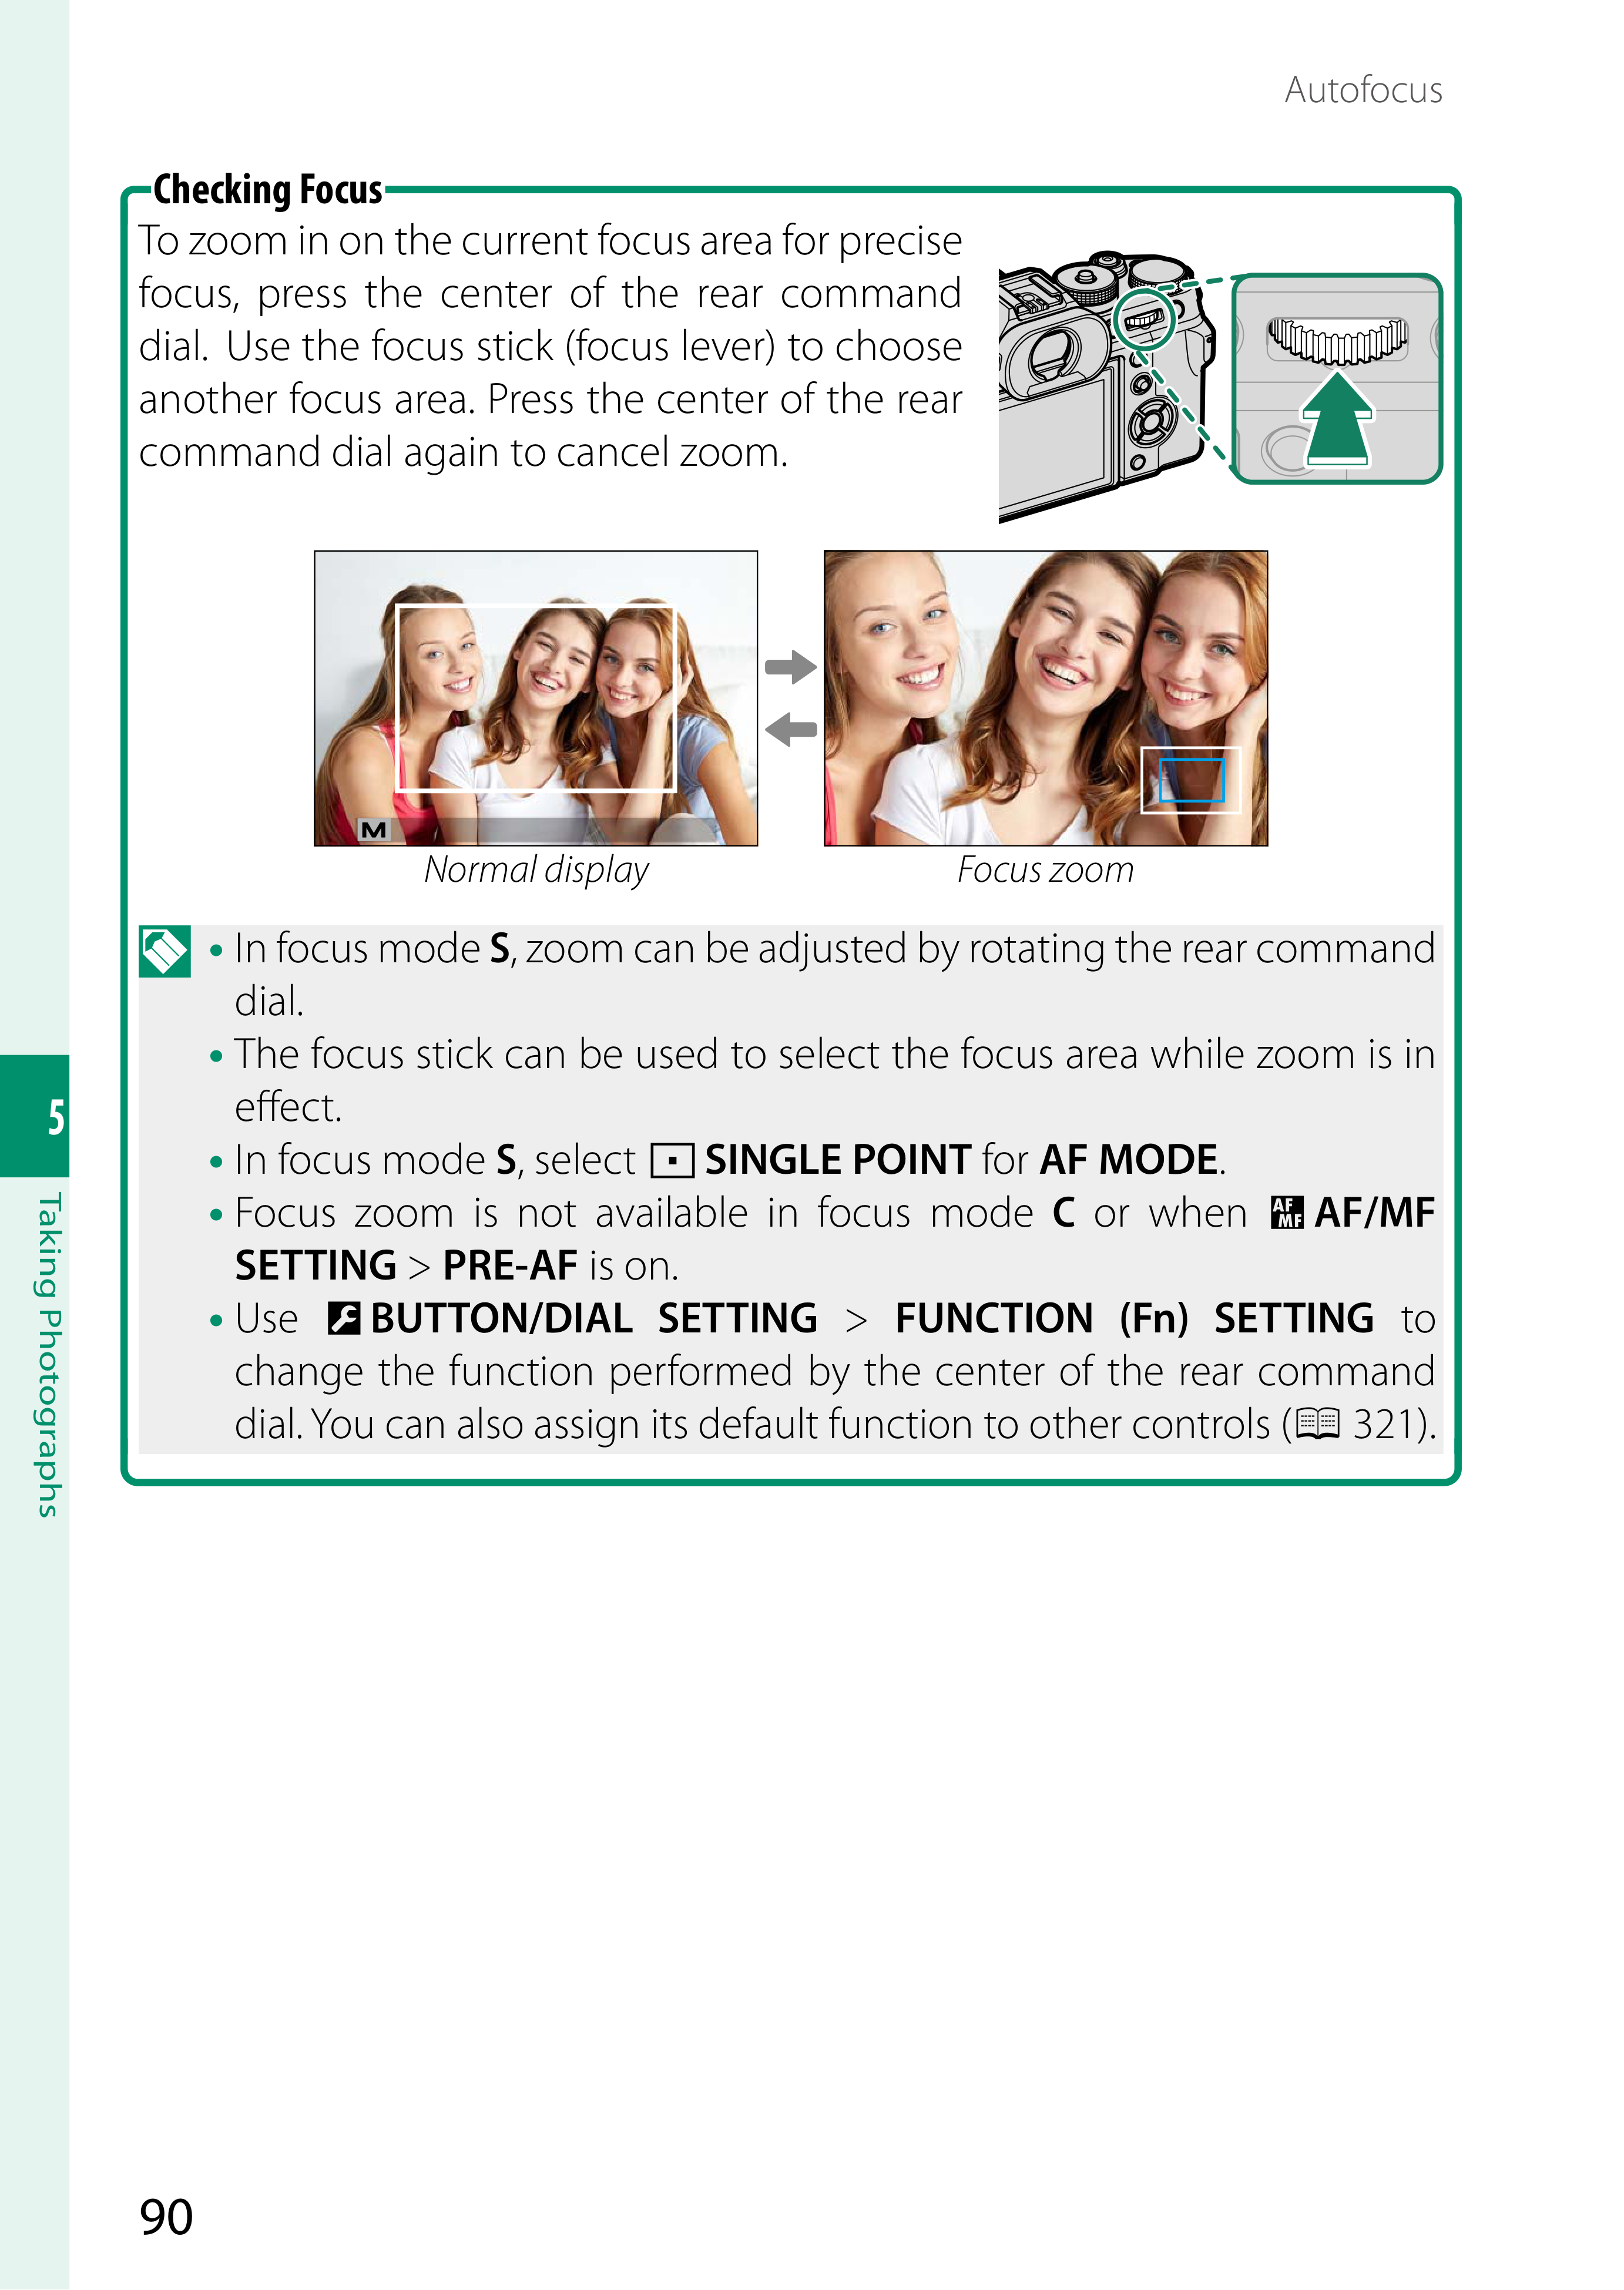 Autofocus
Checking Focus
To zoom in on the current focus area for precise
focus, press the center of the rear command
dial. Use the focus stick (focus lever) to choose
another focus area. Press the center of the rear
command dial again to cancel zoom.
M
Normal display
Focus zoom
• In focus mode S, zoom can be adjusted by rotating the rear command
dial.
• The focus stick can be used to select the focus area while zoom is in
effect.
• In focus mode S, select SINGLE POINT for AF MODE.
• Focus zoom is not available in focus mode C or when AF MF AF/MF
SETTING > PRE-AF is on.
• Use BUTTON/DIAL SETTING > FUNCTION (Fn) SETTING to
change the function performed by the center of the rear command
dial. You can also assign its default function to other controls ( 321).
5
Taking Photographs
90